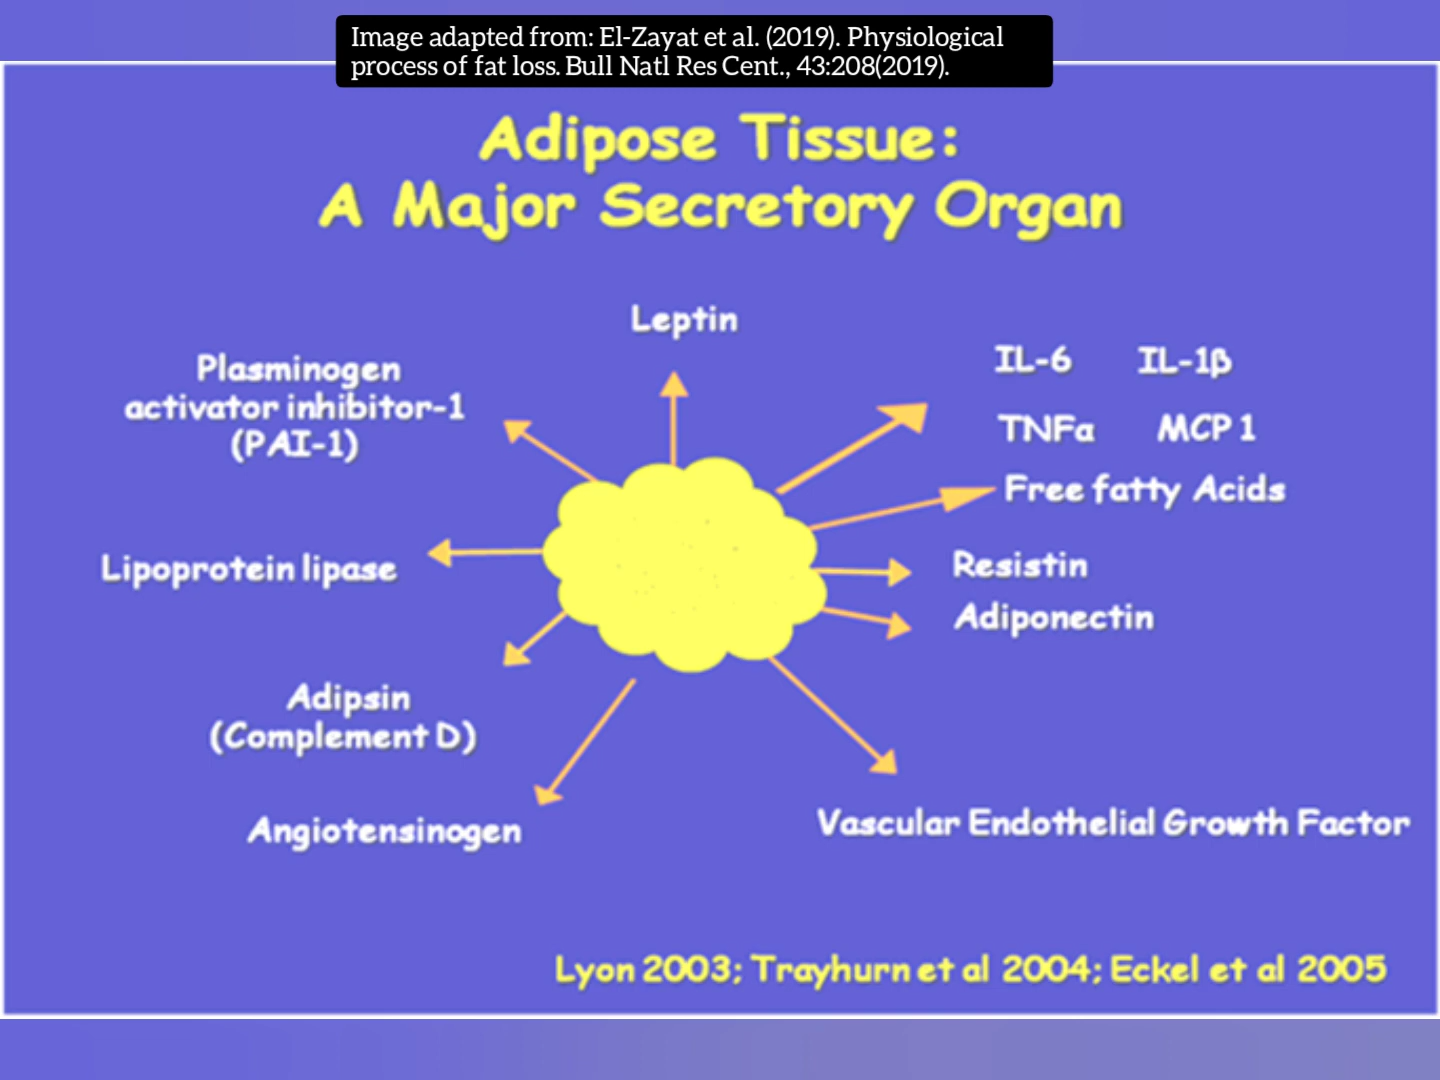 Image adapted from: El-Zayat et al. (2019). Physiological
process of fat loss. Bull Natl Res Cent., 43:208(2019).
Adipose Tissue:
A Major Secretory Organ
Leptin
Plasminogen
activator inhibitor-1
(PAI-1)
IL-6 IL-1β
TNFα MCP 1
Free fatty Acids
Lipoprotein lipase
Resistin
Adiponectin
Adipsin
(Complement D)
Angiotensinogen
Vascular Endothelial Growth Factor
Lyon 2003; Trayhurn et al 2004; Eckel et al 2005